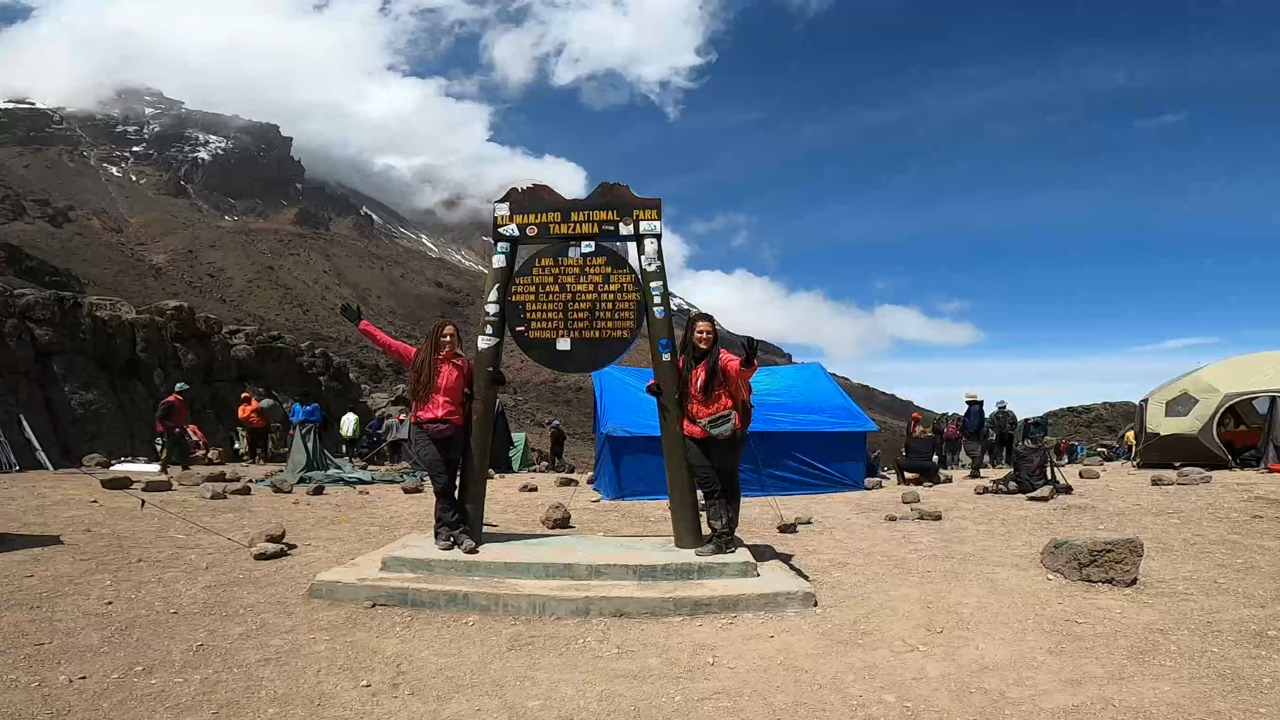 KILIMANJARO NATIONAL PARK
TANZANIA
LAVA TONER CAMP
ELEVATION: 4600M
VEGETATION ZONE: ALPINE DESERT
FROM LAVA TONER CAMP TO:
ARROW GLACIER CAMP: 1KM (0.5HRS
BARANCO CAMP: 3KM 2HRS)
KARANGA CAMP: 9KM (6HRS
BARAFU CAMP: 13KM (10HRS)
UHURU PEAK 16KM (17HRS)